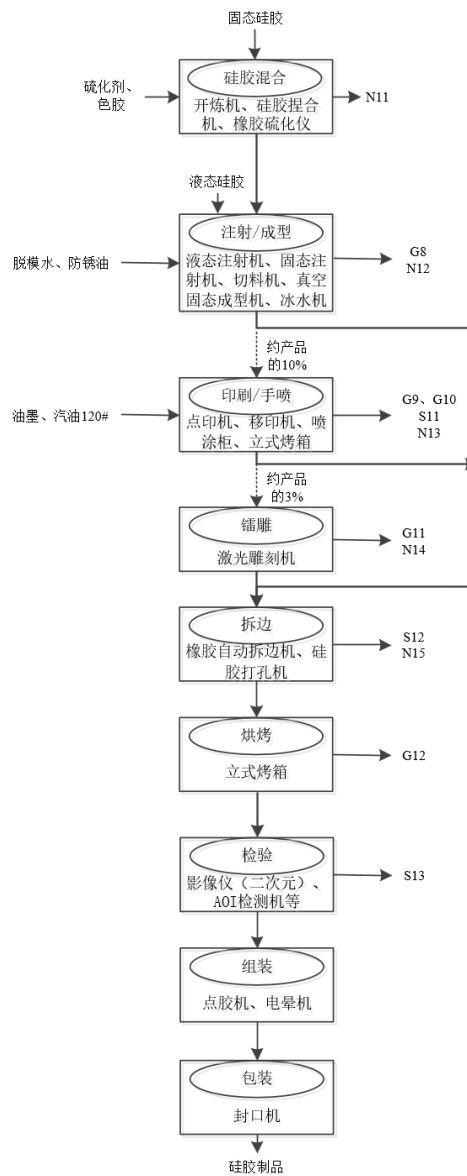 固态硅胶
硅胶混合
硫化剂、
色胶
开炼机、硅胶捏合
机、橡胶硫化仪
N11
液态硅胶
注射/成型
脱模水、防锈油
液态注射机、固态注
射机、切料机、真空
固态成型机、冰水机
G8
N12
约产品
的10%
印刷/手喷
油墨、汽油120#
点印机、移印机、喷
涂柜、立式烤箱
G9、G10
S11
N13
约产品
的3%
镭雕
激光雕刻机
G11
N14
拆边
橡胶自动拆边机、硅
胶打孔机
S12
N15
烘烤
立式烤箱
G12
检验
影像仪（二次元）、
AOI检测机等
S13
组装
点胶机、电晕机
包装
封口机
硅胶制品